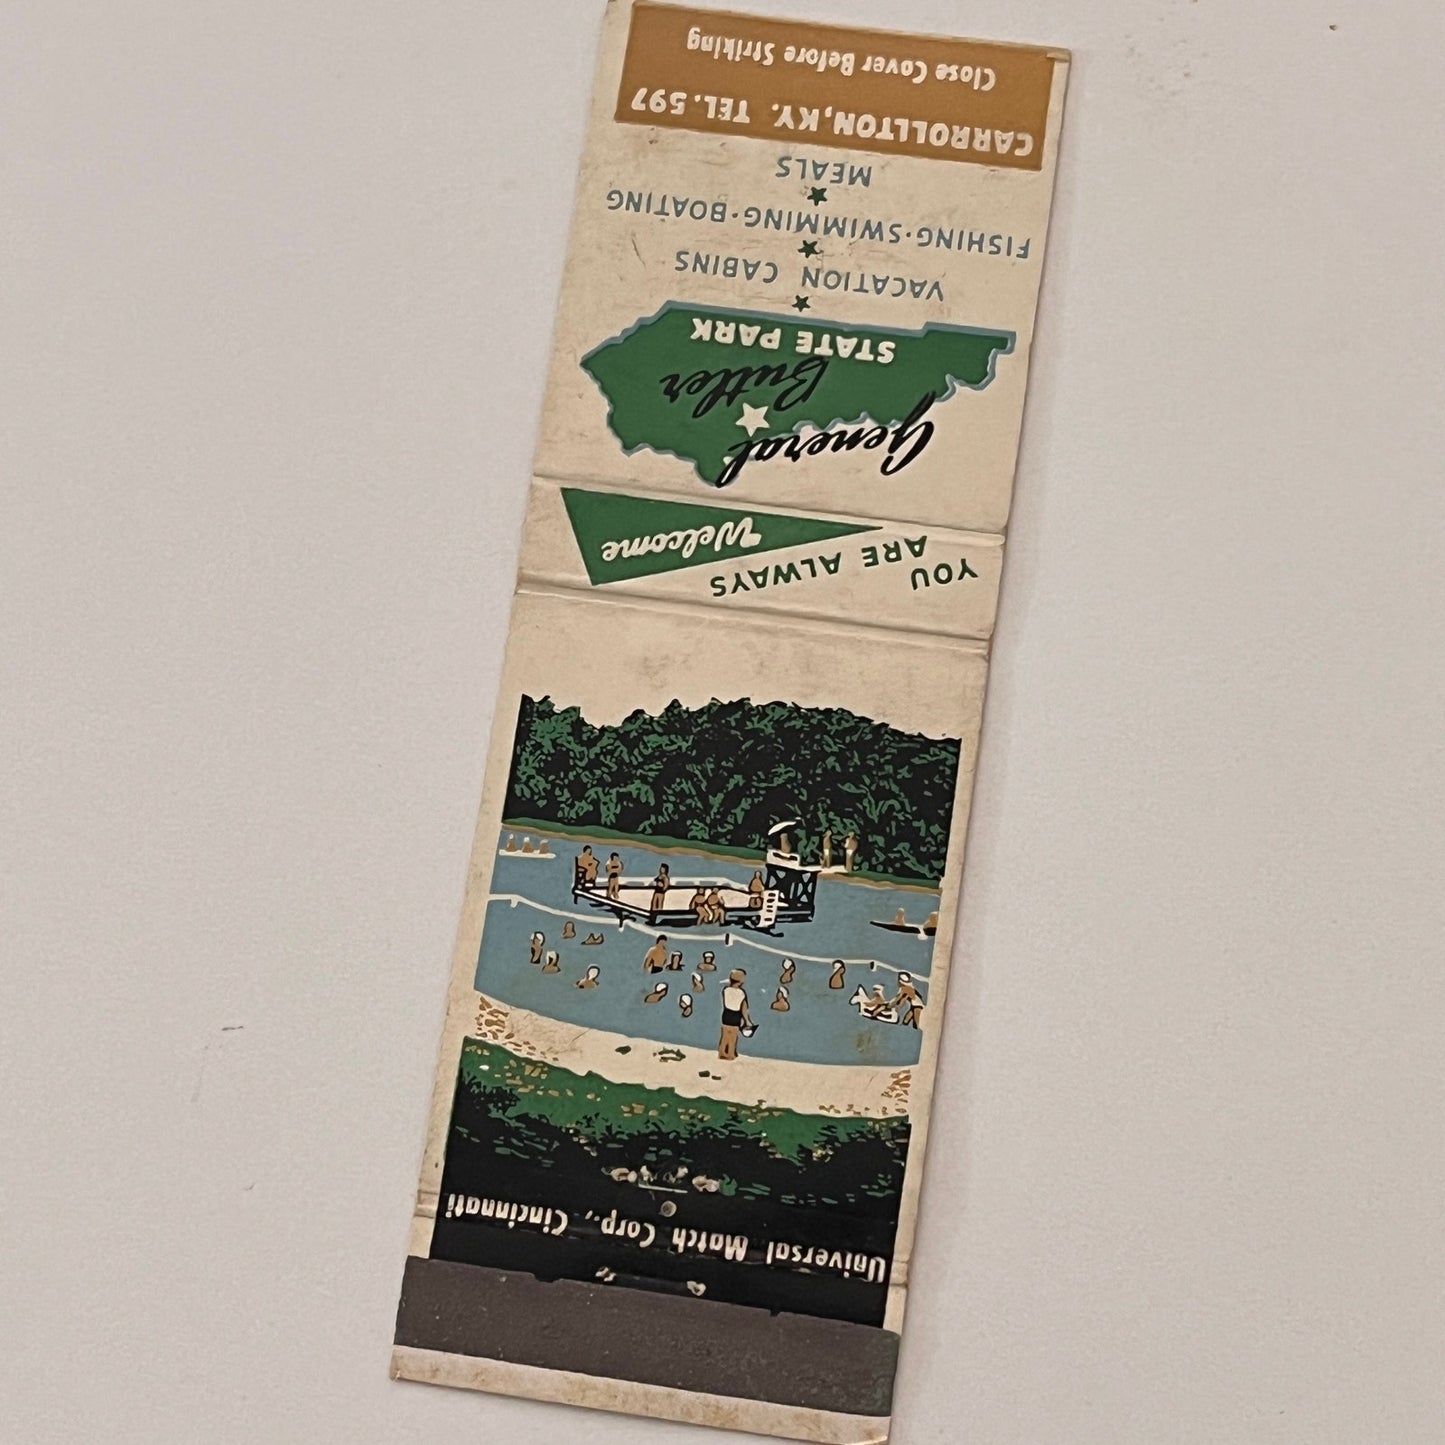 Close Cover Before Striking
CARROLLTON, KY. TEL. 597
MEALS
FISHING·SWIMMING·BOATING
VACATION CABINS
STATE PARK
Butler
General
Welcome
ARE ALWAYS
YOU
Universal Match Corp., Cincinnati